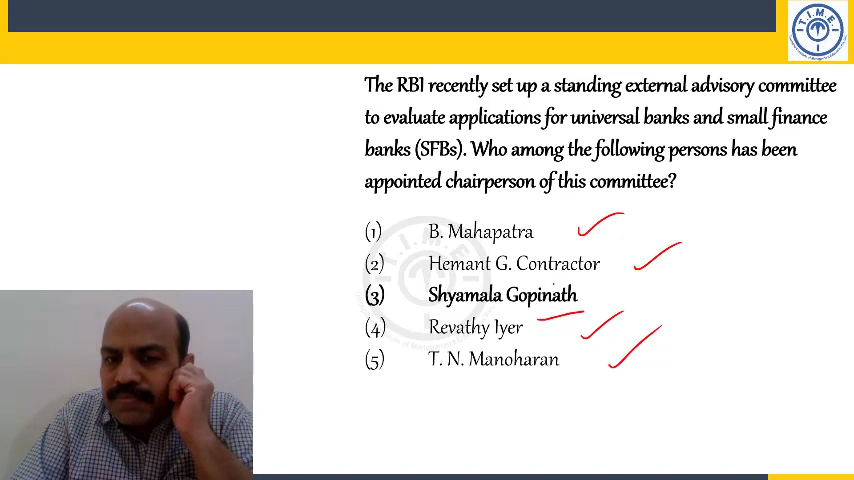 T.I.M.E.
The RBI recently set up a standing external advisory committee
to evaluate applications for universal banks and small finance
banks (SFBs). Who among the following persons has been
appointed chairperson of this committee?
(1) B. Mahapatra
(2) Hemant G. Contractor
(3) Shyamala Gopinath
(4) Revathy Iyer
(5) T. N. Manoharan